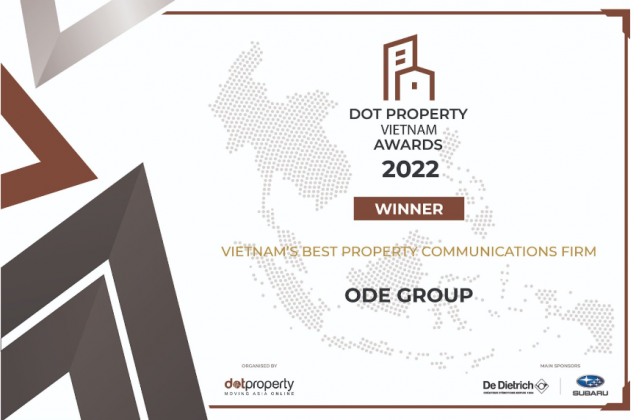 DOT PROPERTY
VIETNAM
AWARDS
2022
WINNER
VIETNAM'S BEST PROPERTY COMMUNICATIONS FIRM
ODE GROUP
ORGANISED BY
dotproperty
MOVING ASIA ONLINE
MAIN SPONSORS
De Dietrich
SUBARU